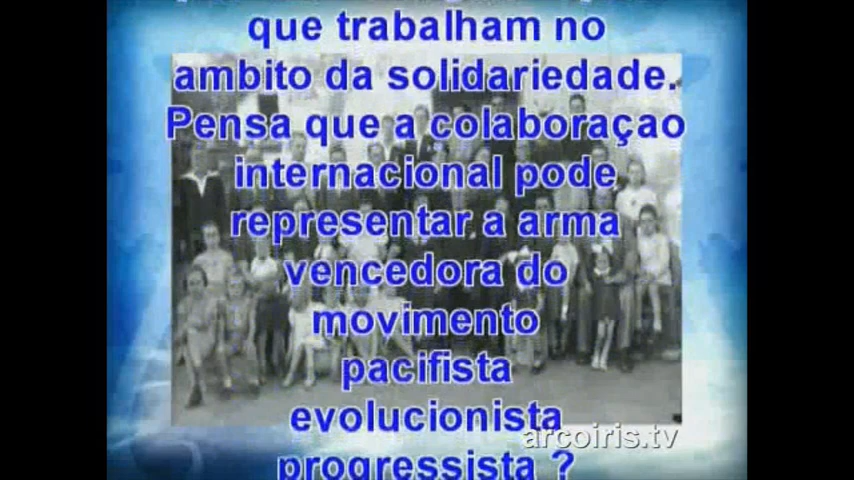 que trabalham no
ambito da solidariedade.
Pensa que a colaboraçao
internacional pode
representar a arma
vencedora do
movimento
pacifista
evolucionista
progressista ?
arcoiris.tv